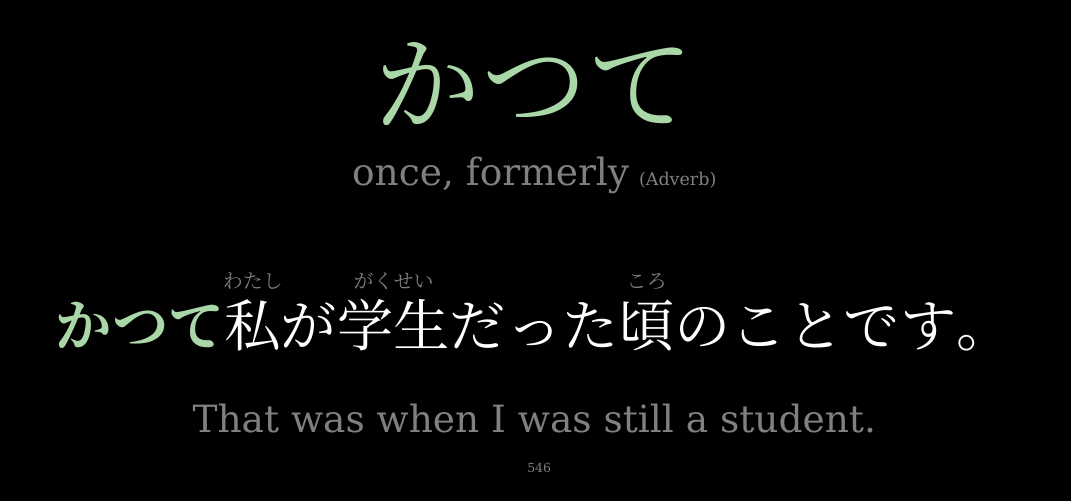 かつて
once, formerly (Adverb)
わたし がくせい ころ
かつて私が学生だった頃のことです。
That was when I was still a student.
546